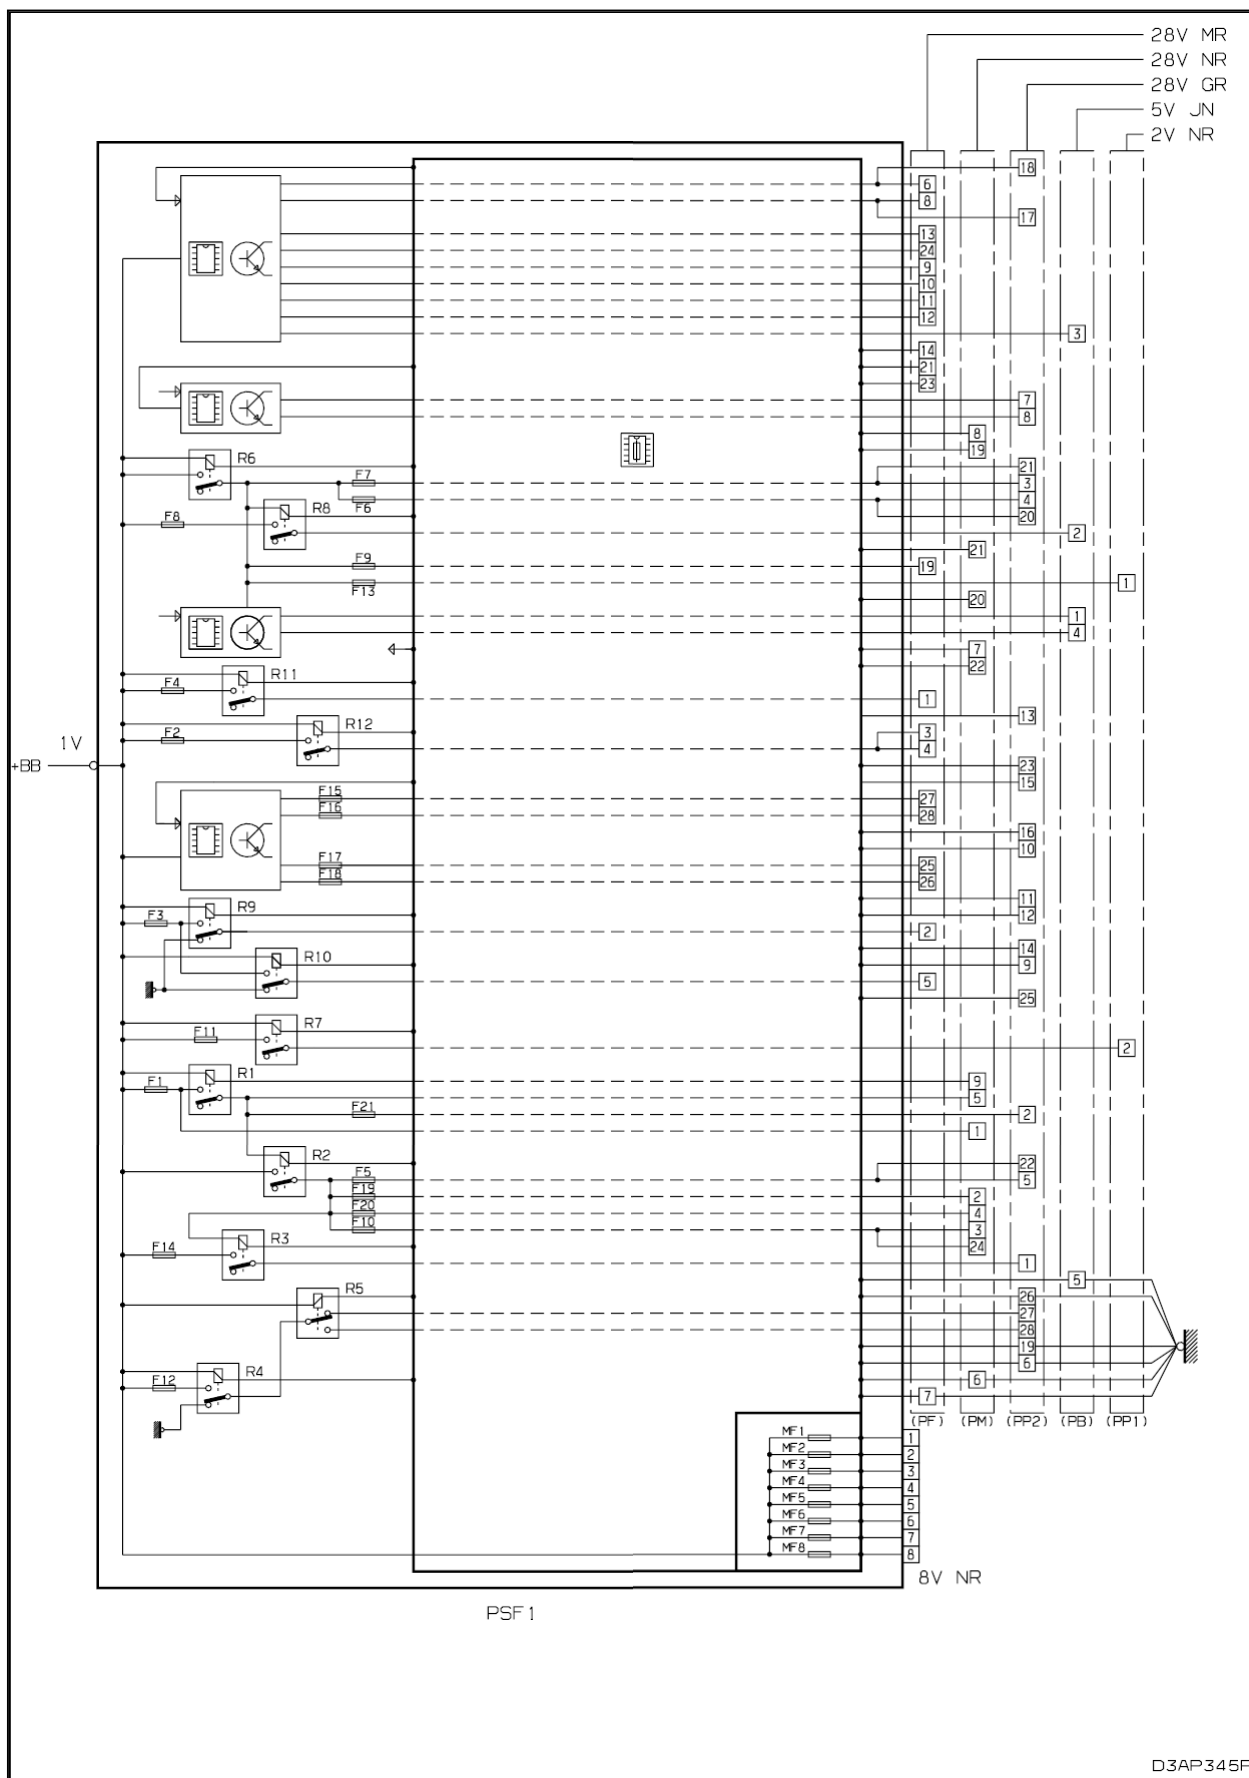 28V MR
28V NR
28V GR
5V JN
2V NR
18
6
8
17
13
24
9
10
11
12
3
14
21
23
7
8
8
19
R6
F7
21
3
F6
4
R8
20
F8
2
21
F9
19
F13
1
20
1
4
7
22
R11
F4
1
13
R12
F2
3
4
1V
+BB
23
15
F15
27
F16
28
16
10
F17
25
F18
26
11
R9
F3
12
2
14
R10
9
5
25
R7
F11
2
R1
9
F1
5
F21
2
1
R2
22
F5
5
F19
2
F20
4
F10
3
R3
24
F14
1
5
R5
26
27
28
19
6
R4
F12
6
7
(PF) (PM) (PP2) (PB) (PP1)
MF1 1
MF2 2
MF3 3
MF4 4
MF5 5
MF6 6
MF7 7
MF8 8
8V NR
PSF1
D3AP345P